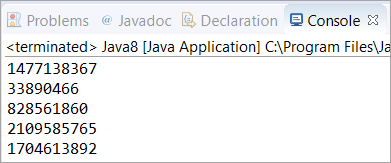 Problems @ Javadoc Declaration Console
<terminated> Java8 [Java Application] C:\Program Files\Ja
1477138367
33890466
828561860
2109585765
1704613892